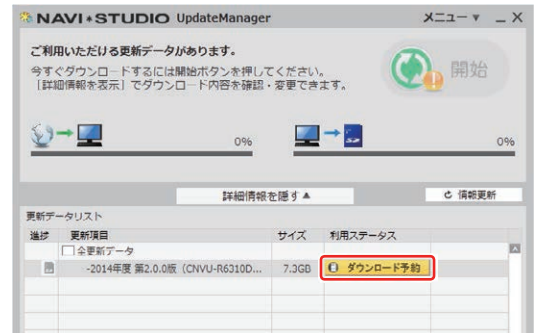 NAVI*STUDIO UpdateManager メニュー ▼ _ X
ご利用いただける更新データがあります。
今すぐダウンロードするには開始ボタンを押してください。
[詳細情報を表示] でダウンロード内容を確認・変更できます。
開始
0% 0%
詳細情報を隠す▲ 情報更新
更新データリスト
進捗 更新項目 サイズ 利用ステータス
全更新データ
-2014年度 第2.0.0版 (CNVU-R6310D... 7.3GB ダウンロード予約